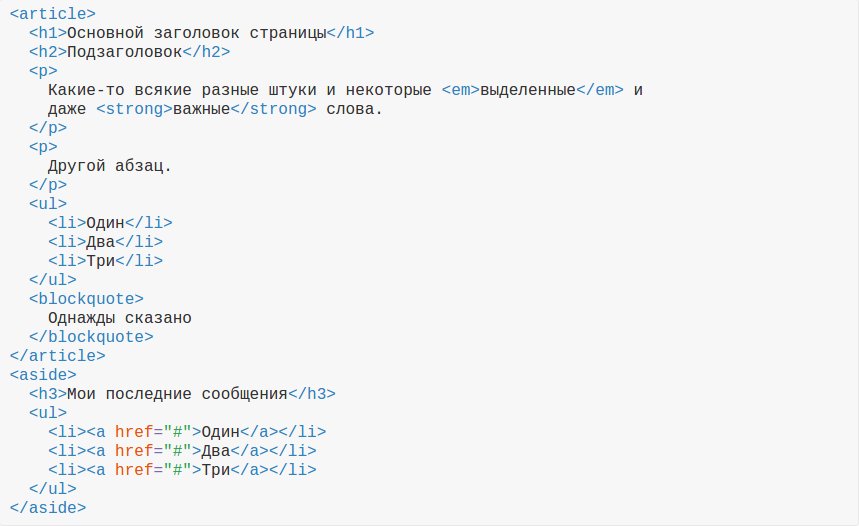 <article>
  <h1>Основной заголовок страницы</h1>
  <h2>Подзаголовок</h2>
  <p>
    Какие-то всякие разные штуки и некоторые <em>выделенные</em> и
    даже <strong>важные</strong> слова.
  </p>
  <p>
    Другой абзац.
  </p>
  <ul>
    <li>Один</li>
    <li>Два</li>
    <li>Три</li>
  </ul>
  <blockquote>
    Однажды сказано
  </blockquote>
</article>
<aside>
  <h3>Мои последние сообщения</h3>
  <ul>
    <li><a href="#">Один</a></li>
    <li><a href="#">Два</a></li>
    <li><a href="#">Три</a></li>
  </ul>
</aside>